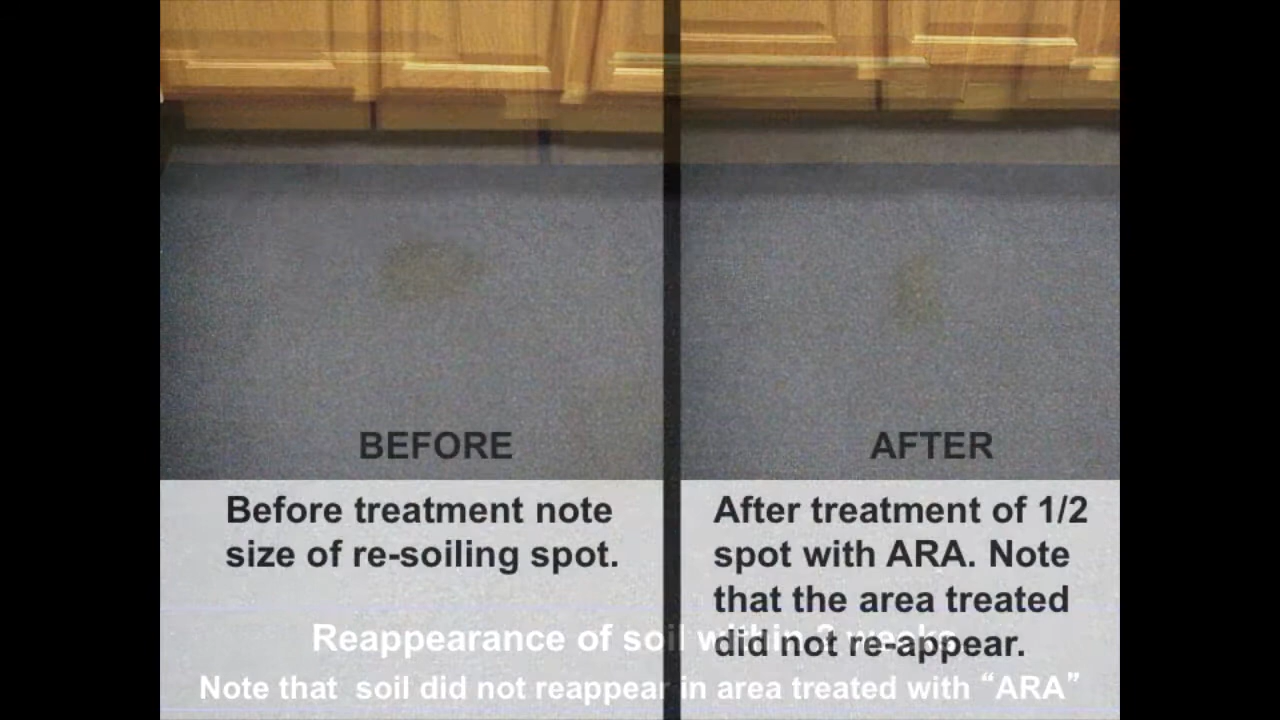 BEFORE
AFTER
Before treatment note
size of re-soiling spot.
After treatment of 1/2
spot with ARA. Note
that the area treated
did not re-appear.
Reappearance of soil within weeks
Note that soil did not reappear in area treated with “ARA”